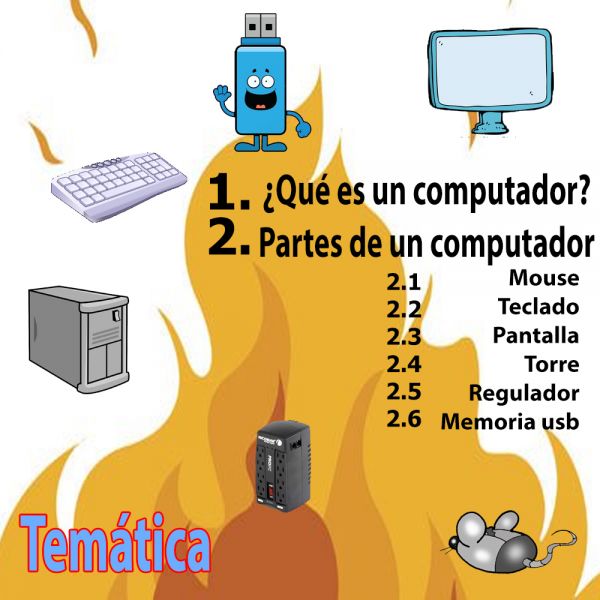 1. ¿Qué es un computador?
2. Partes de un computador
2.1 Mouse
2.2 Teclado
2.3 Pantalla
2.4 Torre
2.5 Regulador
2.6 Memoria usb
Temática